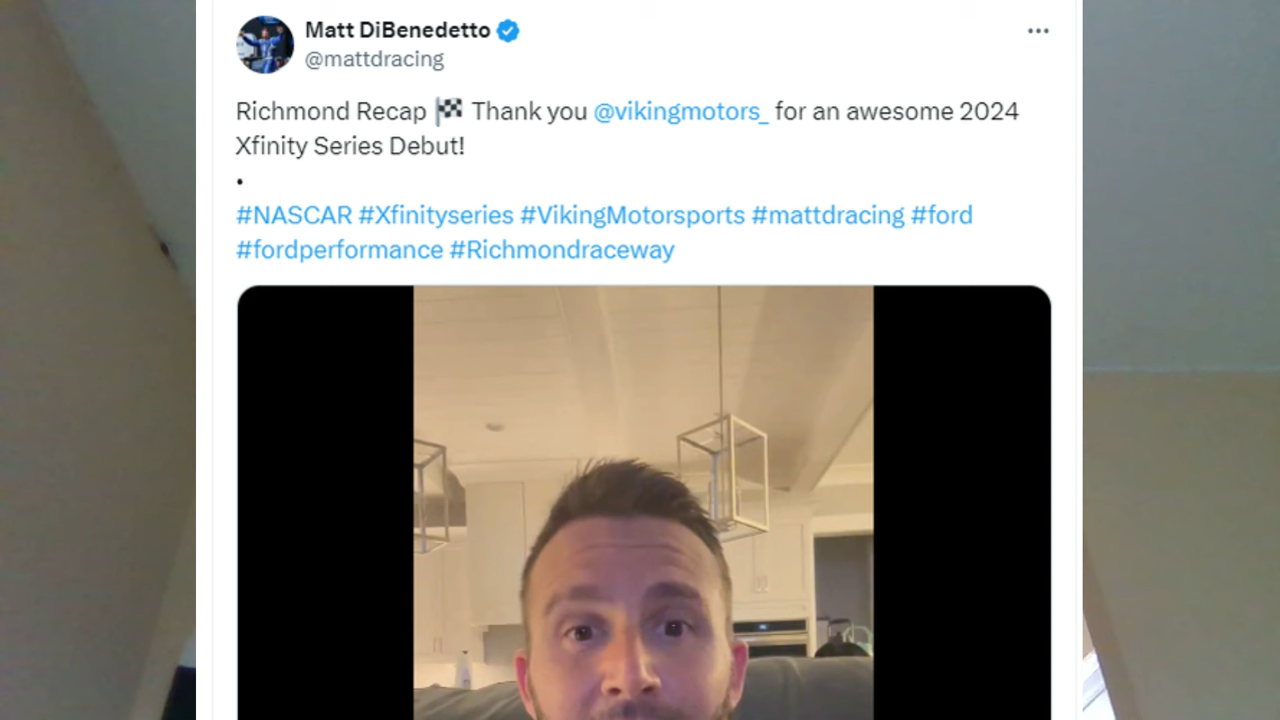 Matt DiBenedetto
@mattdracing
Richmond Recap 🏁 Thank you @vikingmotors_ for an awesome 2024
Xfinity Series Debut!
•
#NASCAR #Xfinityseries #VikingMotorsports #mattdracing #ford
#fordperformance #Richmondraceway